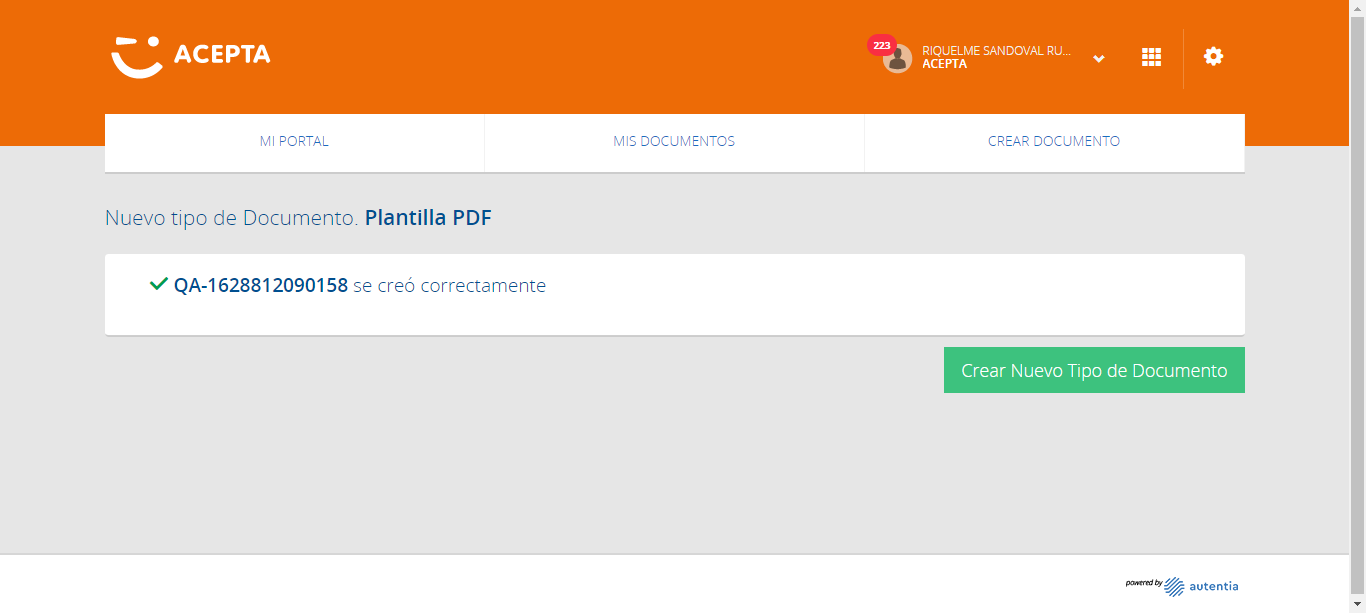 ACEPTA
223
RIQUELME SANDOVAL RU...
ACEPTA
MI PORTAL
MIS DOCUMENTOS
CREAR DOCUMENTO
Nuevo tipo de Documento. Plantilla PDF
QA-1628812090158 se creó correctamente
Crear Nuevo Tipo de Documento
powered by autentia